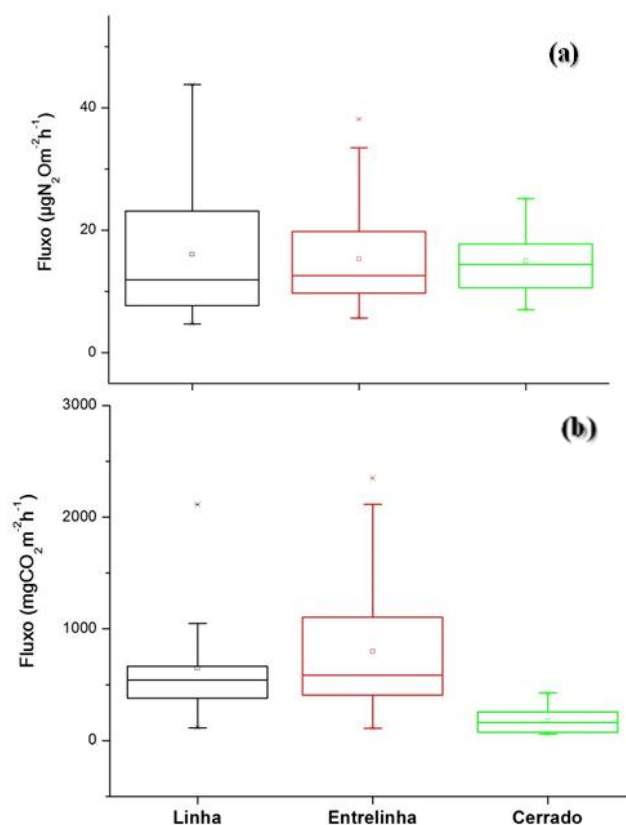 (a)
Fluxo (µgN₂Om⁻²h⁻¹)
40
20
0
(b)
Fluxo (mgCO₂m⁻²h⁻¹)
3000
2000
1000
0
Linha Entrelinha Cerrado